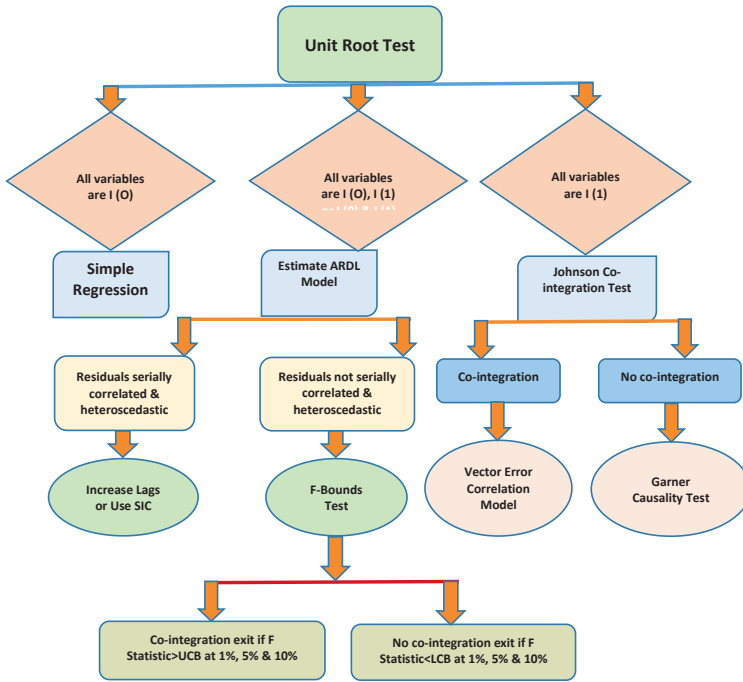 Unit Root Test
All variables
are I (O)
All variables
are I (O), I (1)
All variables
are I (1)
Simple
Regression
Estimate ARDL
Model
Johnson Co-
integration Test
Residuals serially
correlated &
heteroscedastic
Residuals not serially
correlated &
heteroscedastic
Co-integration
No co-integration
Increase Lags
or Use SIC
F-Bounds
Test
Vector Error
Correlation
Model
Garner
Causality Test
Co-integration exit if F
Statistic>UCB at 1%, 5% & 10%
No co-integration exit if F
Statistic<LCB at 1%, 5% & 10%